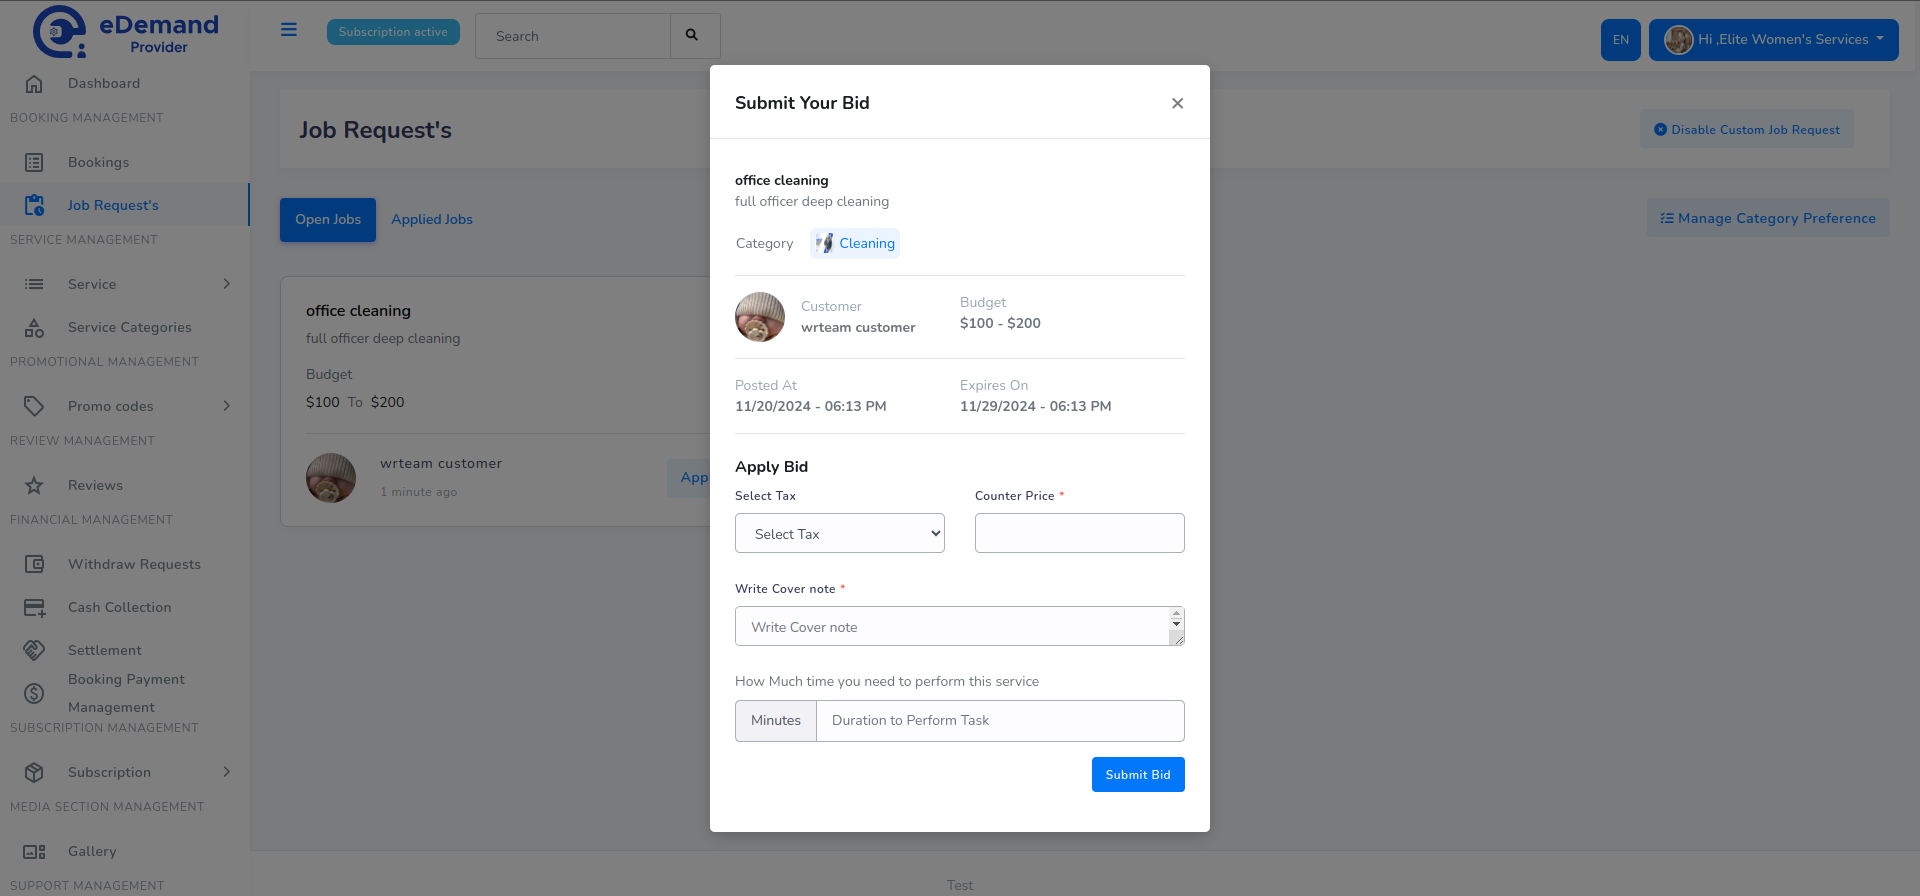 eDemand
Provider
Subscription active
Search
EN
Hi ,Elite Women's Services
Dashboard
BOOKING MANAGEMENT
Bookings
Job Request's
SERVICE MANAGEMENT
Service
Service Categories
PROMOTIONAL MANAGEMENT
Promo codes
REVIEW MANAGEMENT
Reviews
FINANCIAL MANAGEMENT
Withdraw Requests
Cash Collection
Settlement
Booking Payment
Management
SUBSCRIPTION MANAGEMENT
Subscription
MEDIA SECTION MANAGEMENT
Gallery
SUPPORT MANAGEMENT
Job Request's
Disable Custom Job Request
Open Jobs
Applied Jobs
Manage Category Preference
office cleaning
full officer deep cleaning
Budget
$100 To $200
wrteam customer
1 minute ago
App
Submit Your Bid
office cleaning
full officer deep cleaning
Category
Cleaning
Customer
wrteam customer
Budget
$100 - $200
Posted At
11/20/2024 - 06:13 PM
Expires On
11/29/2024 - 06:13 PM
Apply Bid
Select Tax
Select Tax
Counter Price *
Write Cover note *
Write Cover note
How Much time you need to perform this service
Minutes
Duration to Perform Task
Submit Bid
Test